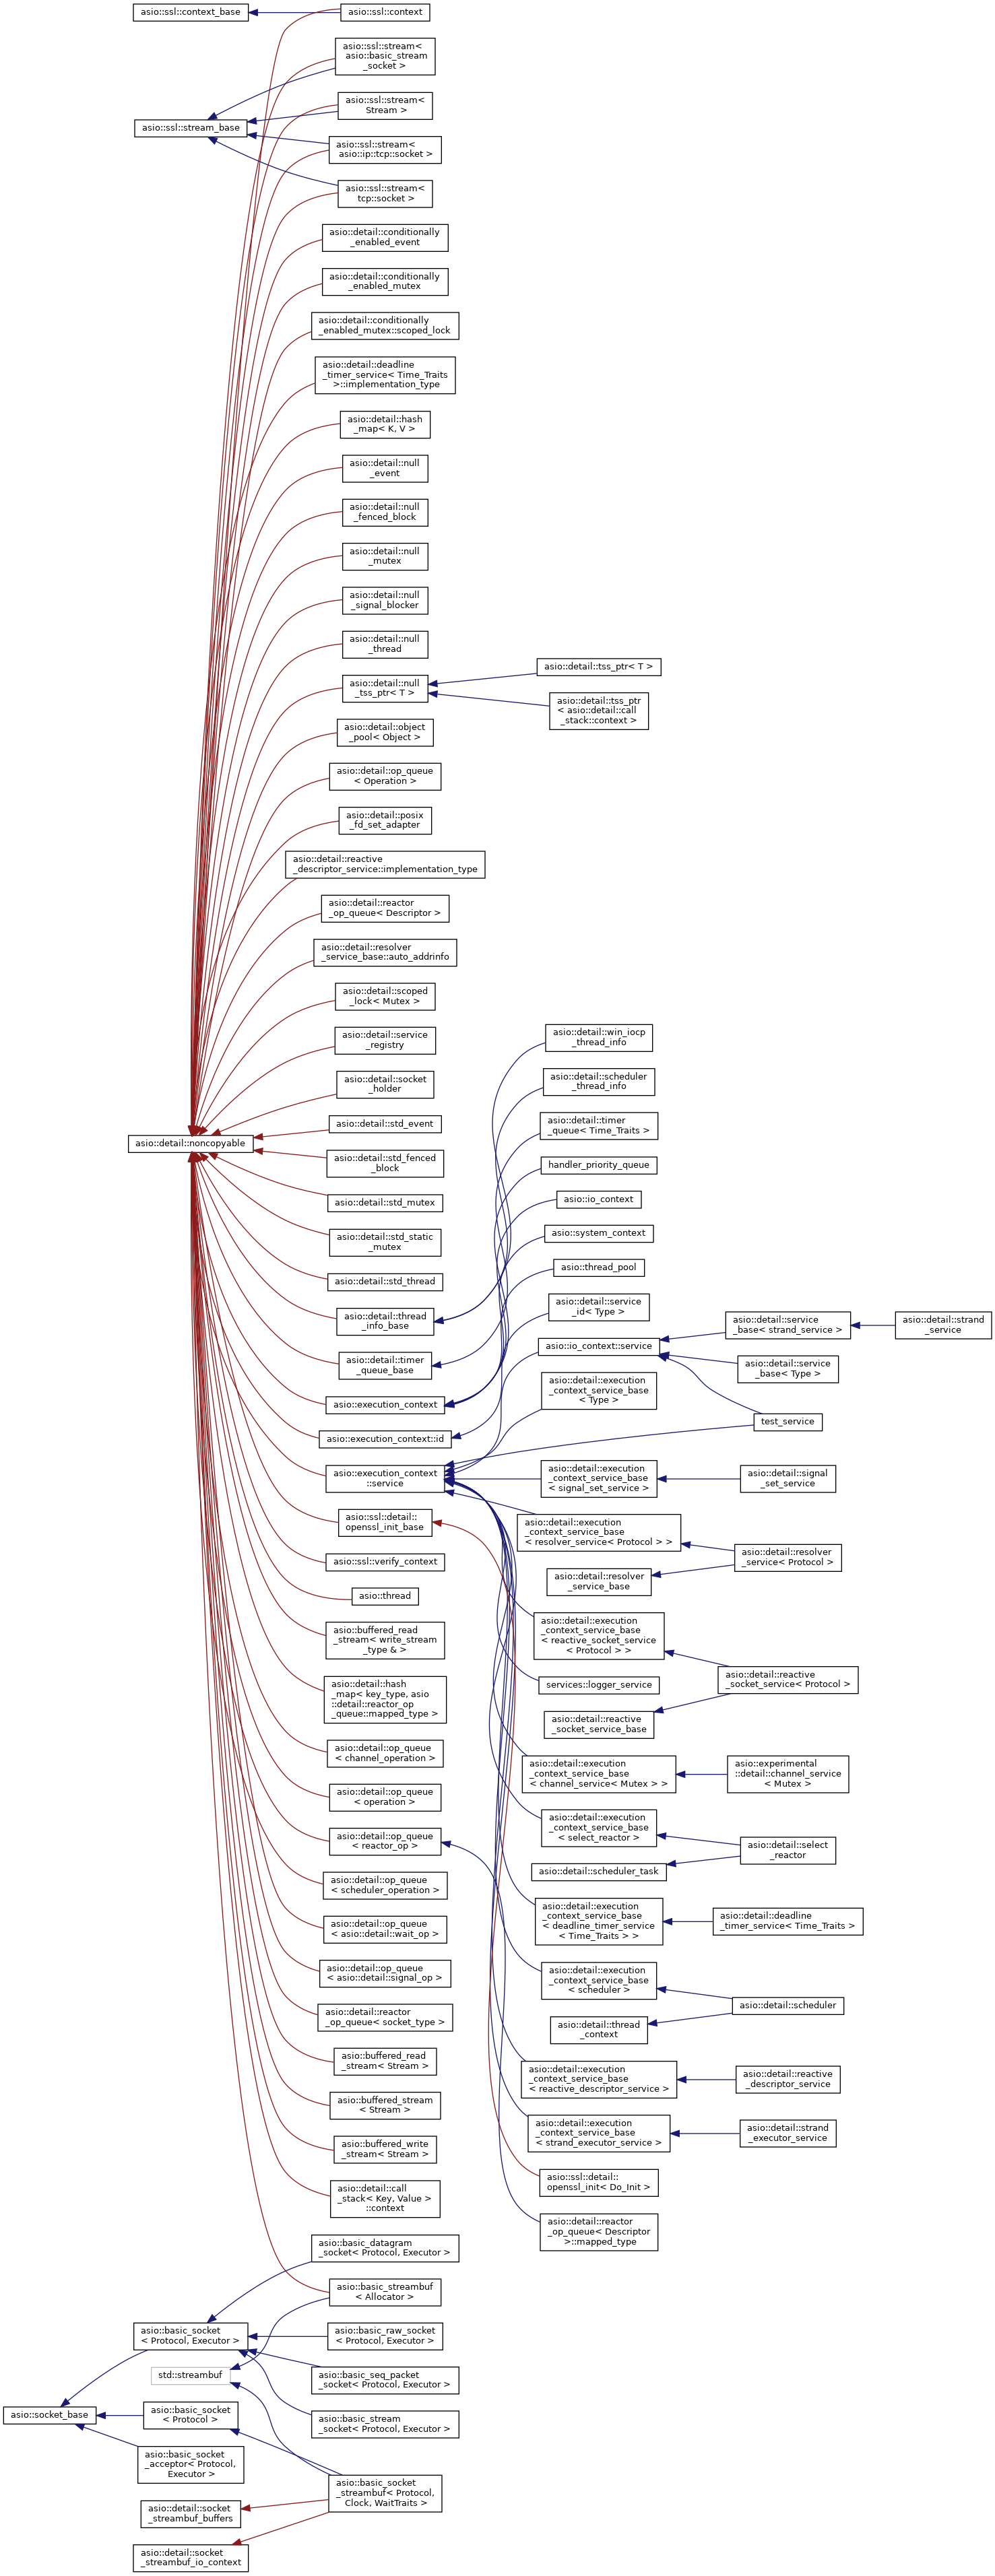 asio::ssl::context_base
asio::ssl::context
asio::ssl::stream<
asio::basic_stream
_socket >
asio::ssl::stream_base
asio::ssl::stream<
Stream >
asio::ssl::stream<
asio::ip::tcp::socket >
asio::ssl::stream<
tcp::socket >
asio::detail::conditionally
_enabled_event
asio::detail::conditionally
_enabled_mutex
asio::detail::conditionally
_enabled_mutex::scoped_lock
asio::detail::deadline
_timer_service< Time_Traits
>::implementation_type
asio::detail::hash
_map< K, V >
asio::detail::null
_event
asio::detail::null
_fenced_block
asio::detail::null
_mutex
asio::detail::null
_signal_blocker
asio::detail::null
_thread
asio::detail::null
_tss_ptr< T >
asio::detail::tss_ptr< T >
asio::detail::tss_ptr
< asio::detail::call
_stack::context >
asio::detail::object
_pool< Object >
asio::detail::op_queue
< Operation >
asio::detail::posix
_fd_set_adapter
asio::detail::reactive
_descriptor_service::implementation_type
asio::detail::reactor
_op_queue< Descriptor >
asio::detail::resolver
_service_base::auto_addrinfo
asio::detail::scoped
_lock< Mutex >
asio::detail::service
_registry
asio::detail::socket
_holder
asio::detail::noncopyable
asio::detail::std_event
asio::detail::std_fenced
_block
asio::detail::std_mutex
asio::detail::std_static
_mutex
asio::detail::std_thread
asio::detail::thread
_info_base
asio::detail::timer
_queue_base
asio::execution_context
asio::execution_context::id
asio::execution_context
::service
asio::ssl::detail::
openssl_init_base
asio::ssl::verify_context
asio::thread
asio::buffered_read
_stream< write_stream
_type & >
asio::detail::hash
_map< key_type, asio
::detail::reactor_op
_queue::mapped_type >
asio::detail::op_queue
< channel_operation >
asio::detail::op_queue
< operation >
asio::detail::op_queue
< reactor_op >
asio::detail::op_queue
< scheduler_operation >
asio::detail::op_queue
< asio::detail::wait_op >
asio::detail::op_queue
< asio::detail::signal_op >
asio::detail::reactor
_op_queue< socket_type >
asio::buffered_read
_stream< Stream >
asio::buffered_stream
< Stream >
asio::buffered_write
_stream< Stream >
asio::detail::call
_stack< Key, Value >
::context
asio::detail::win_iocp
_thread_info
asio::detail::scheduler
_thread_info
asio::detail::timer
_queue< Time_Traits >
handler_priority_queue
asio::io_context
asio::system_context
asio::thread_pool
asio::detail::service
_id< Type >
asio::io_context::service
asio::detail::service
_base< strand_service >
asio::detail::strand
_service
asio::detail::service
_base< Type >
asio::detail::execution
_context_service_base
< Type >
test_service
asio::detail::execution
_context_service_base
< signal_set_service >
asio::detail::signal
_set_service
asio::detail::execution
_context_service_base
< resolver_service< Protocol > >
asio::detail::resolver
_service< Protocol >
asio::detail::resolver
_service_base
asio::detail::execution
_context_service_base
< reactive_socket_service
< Protocol > >
asio::detail::reactive
_socket_service< Protocol >
services::logger_service
asio::detail::reactive
_socket_service_base
asio::detail::execution
_context_service_base
< channel_service< Mutex > >
asio::experimental
::detail::channel_service
< Mutex >
asio::detail::execution
_context_service_base
< select_reactor >
asio::detail::select
_reactor
asio::detail::scheduler_task
asio::detail::execution
_context_service_base
< deadline_timer_service
< Time_Traits > >
asio::detail::deadline
_timer_service< Time_Traits >
asio::detail::execution
_context_service_base
< scheduler >
asio::detail::scheduler
asio::detail::thread
_context
asio::detail::execution
_context_service_base
< reactive_descriptor_service >
asio::detail::reactive
_descriptor_service
asio::detail::execution
_context_service_base
< strand_executor_service >
asio::detail::strand
_executor_service
asio::ssl::detail::
openssl_init< Do_Init >
asio::detail::reactor
_op_queue< Descriptor
>::mapped_type
asio::basic_datagram
_socket< Protocol, Executor >
asio::basic_streambuf
< Allocator >
asio::basic_socket
< Protocol, Executor >
asio::basic_raw_socket
< Protocol, Executor >
std::streambuf
asio::basic_seq_packet
_socket< Protocol, Executor >
asio::socket_base
asio::basic_socket
< Protocol >
asio::basic_stream
_socket< Protocol, Executor >
asio::basic_socket
_acceptor< Protocol,
Executor >
asio::basic_socket
_streambuf< Protocol,
Clock, WaitTraits >
asio::detail::socket
_streambuf_buffers
asio::detail::socket
_streambuf_io_context